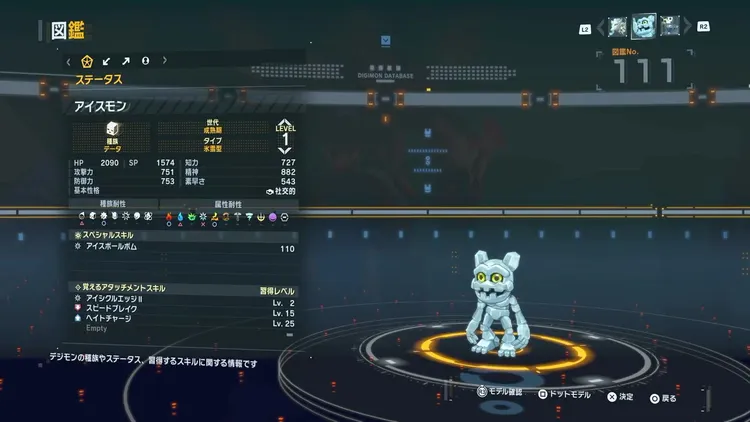 図鑑
L2
R2
図鑑No.
111
ステータス
DIGIMON DATABASE
アイスモン
種族
データ
世代
成熟期
タイプ
氷雪型
LEVEL
1
HP 2090 SP 1574 知力 727
攻撃力 751 精神 882
防御力 753 素早さ 543
基本性格 社交的
種族耐性 属性耐性
スペシャルスキル
アイスボールボム 110
覚えるアタッチメントスキル 習得レベル
アイシクルエッジⅡ Lv. 2
スピードブレイク Lv. 15
ヘイトチャージ Lv. 25
Empty
デジモンの種族やステータス、習得するスキルに関する情報です
R3 モデル確認 ドットモデル 決定 戻る